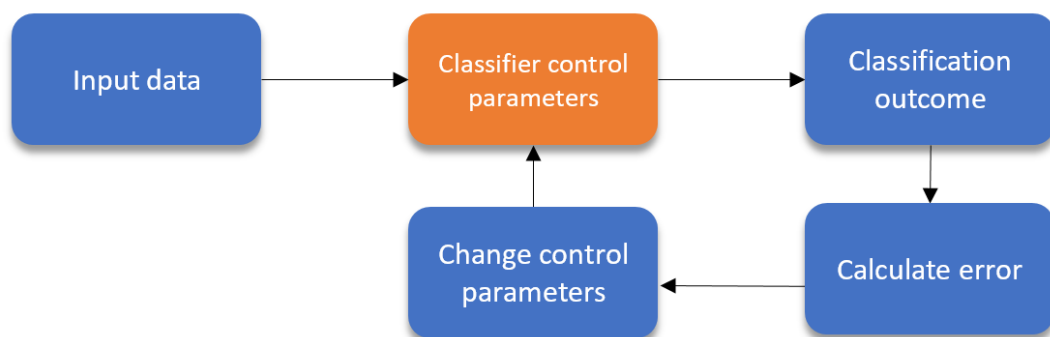 Input data
Classifier control
parameters
Classification
outcome
Change control
parameters
Calculate error